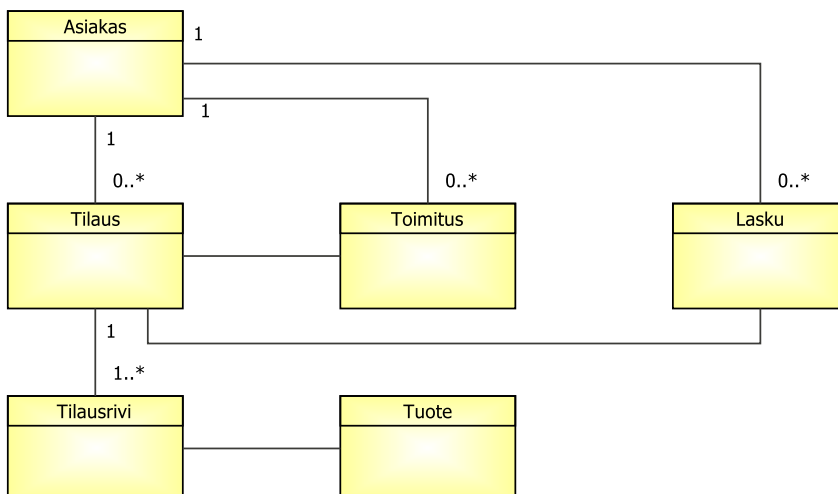 Asiakas
1
1
1
0..*
0..*
0..*
Tilaus
Toimitus
Lasku
1
1..*
Tilausrivi
Tuote